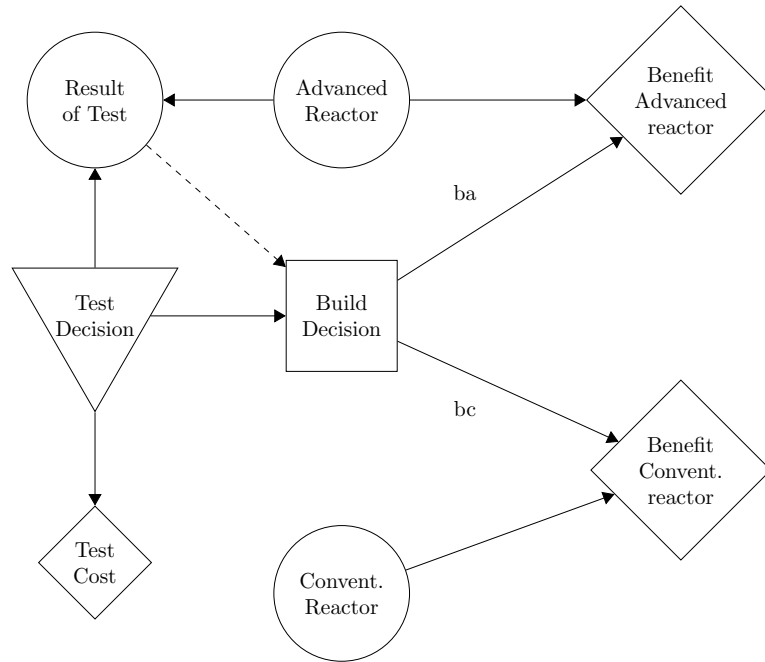 Result
of Test
Advanced
Reactor
Benefit
Advanced
reactor
ba
Test
Decision
Build
Decision
bc
Benefit
Convent.
reactor
Test
Cost
Convent.
Reactor